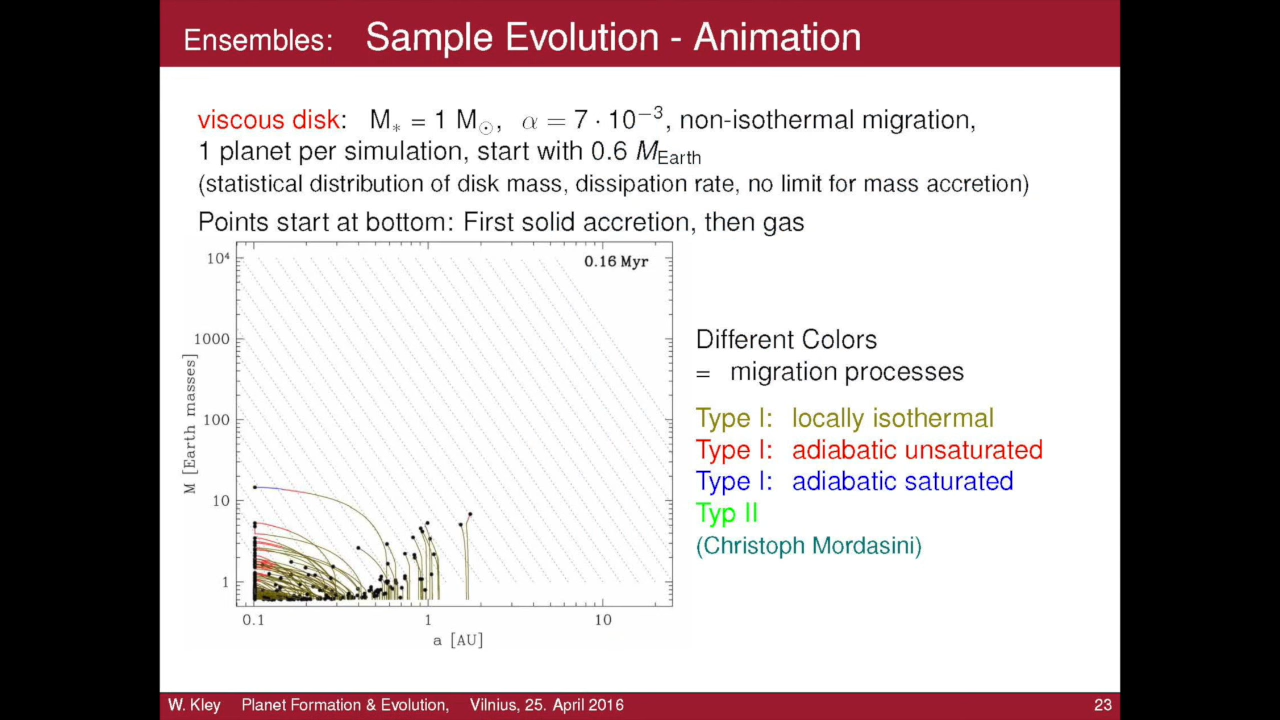 Ensembles: Sample Evolution - Animation
viscous disk: M∗ = 1 M⊙, α = 7 · 10⁻³, non-isothermal migration,
1 planet per simulation, start with 0.6 M_Earth
(statistical distribution of disk mass, dissipation rate, no limit for mass accretion)
Points start at bottom: First solid accretion, then gas
0.16 Myr
10⁴
1000
100
10
1
M [Earth masses]
0.1 1 10
a [AU]
Different Colors
= migration processes
Type I: locally isothermal
Type I: adiabatic unsaturated
Type I: adiabatic saturated
Typ II
(Christoph Mordasini)
W. Kley Planet Formation & Evolution, Vilnius, 25. April 2016 23